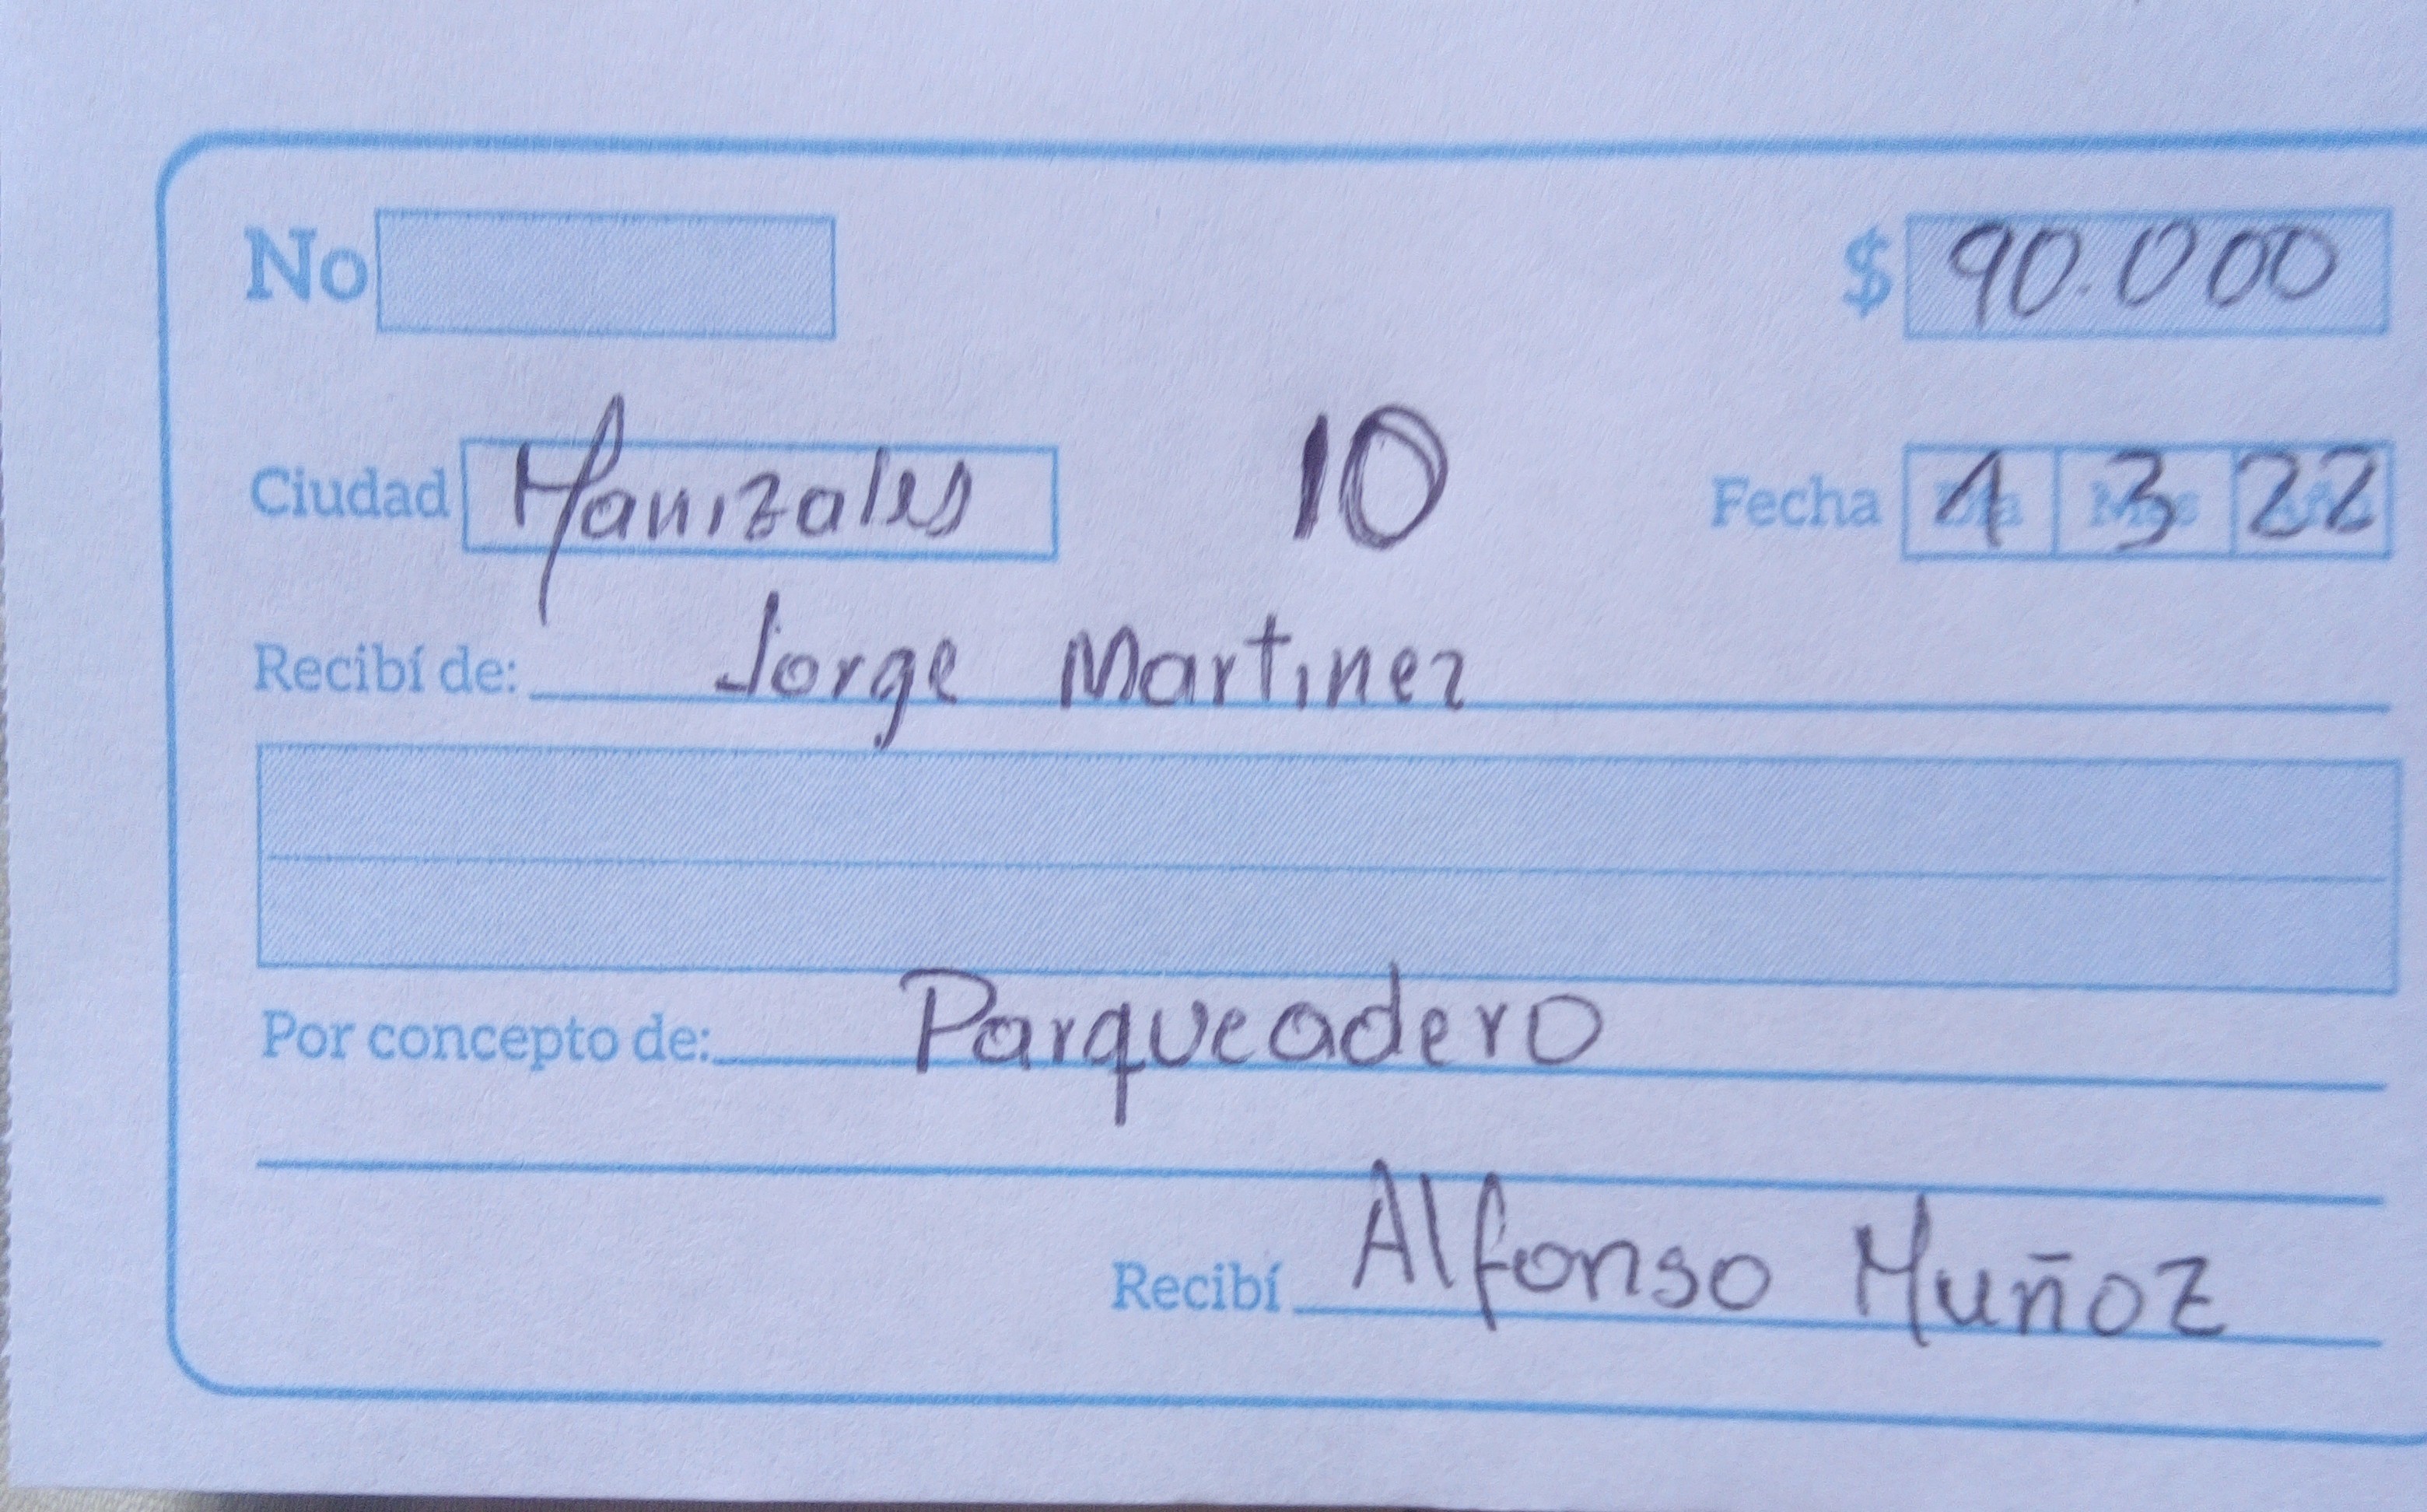 No $ 90.000
Ciudad Manizales 10 Fecha 1 3 22
Recibí de: Jorge Martinez
Por concepto de: Parqueadero
Recibí Alfonso Muñoz